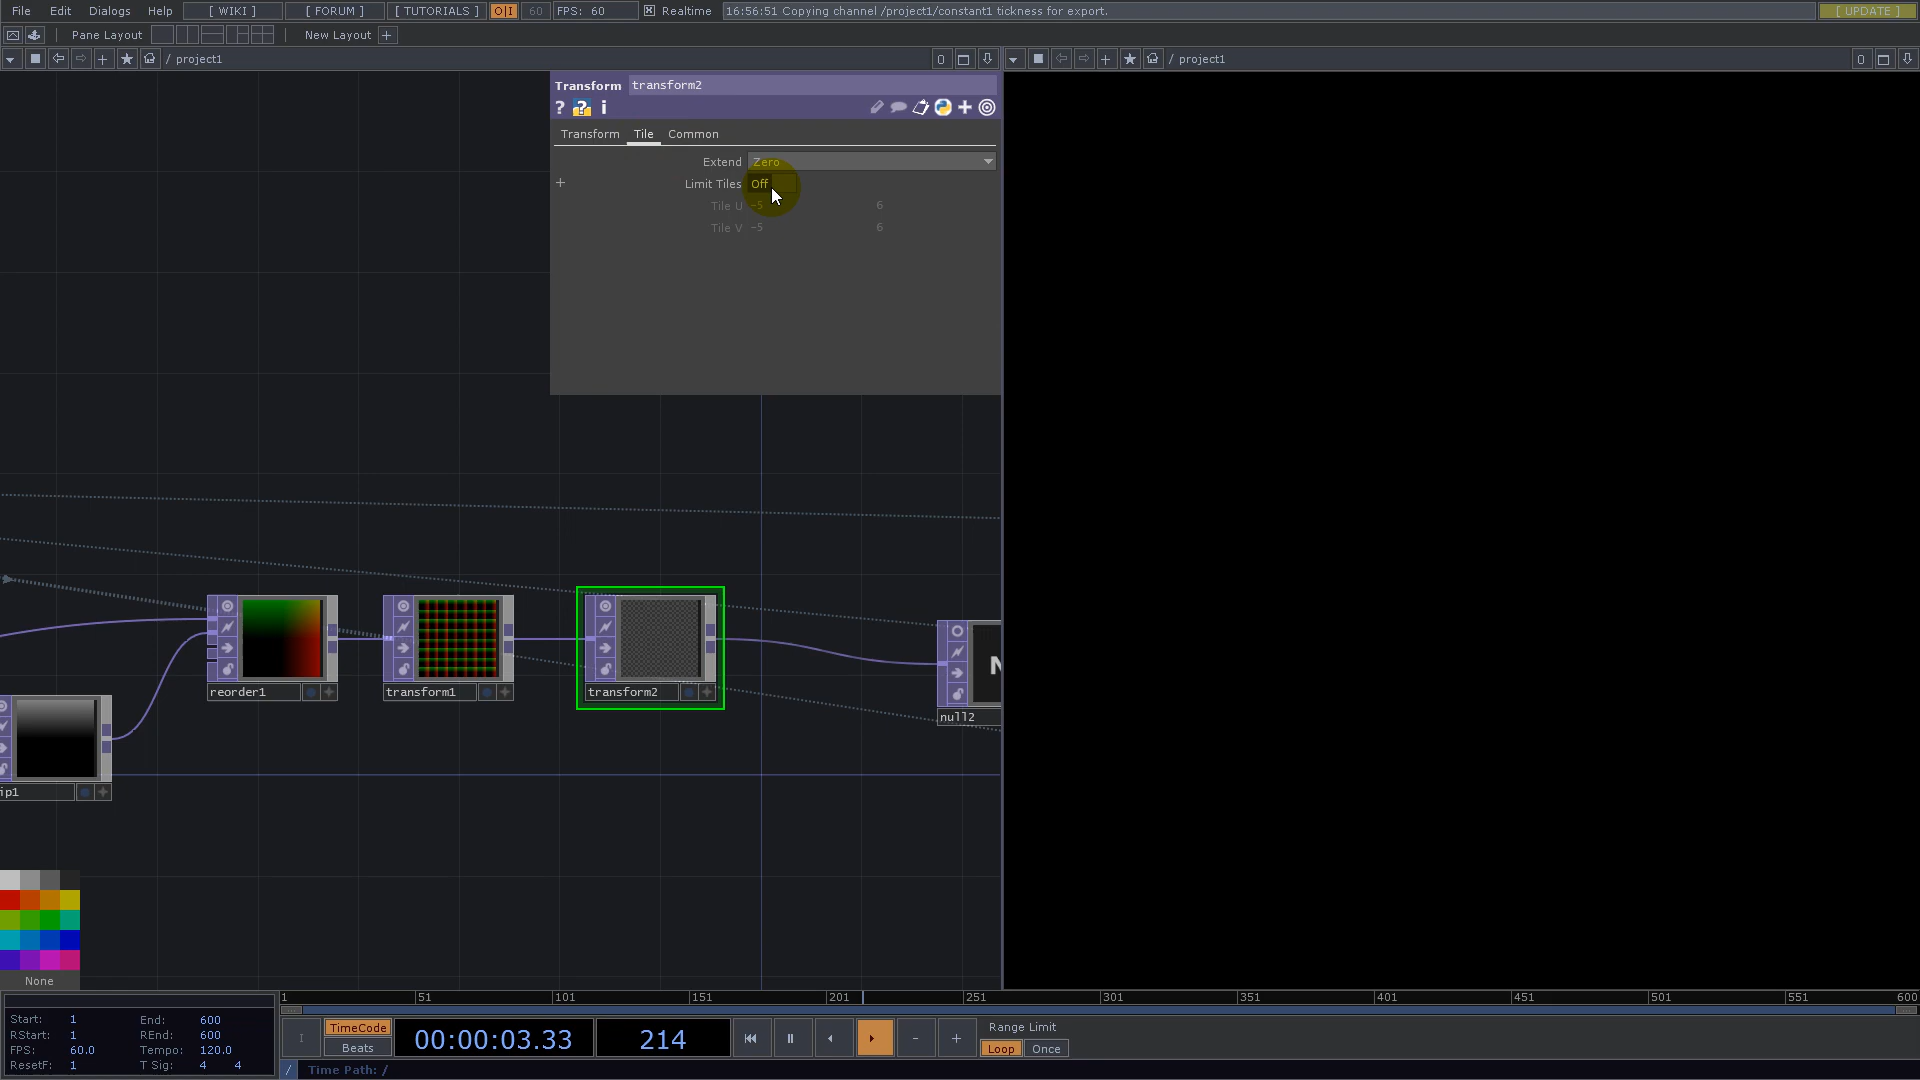 File Edit Dialogs Help [ WIKI ] [ FORUM ] [ TUTORIALS ] O|I 60 FPS: 60 Realtime 16:56:51 Copying channel /project1/constant1 tickness for export. [ UPDATE ]
Pane Layout New Layout +
/ project1 0 / project1 0
Transform transform2
? ? i
Transform Tile Common
Extend Zero
+ Limit Tiles Off
Tile U -5 6
Tile V -5 6
reorder1 transform1 transform2
N
null2
ip1
None
1 51 101 151 201 251 301 351 401 451 501 551 600
Start: 1 End: 600
RStart: 1 REnd: 600
FPS: 60.0 Tempo: 120.0
ResetF: 1 T Sig: 4 4
I TimeCode Beats 00:00:03.33 214 - + Range Limit
Loop Once
/ Time Path: /